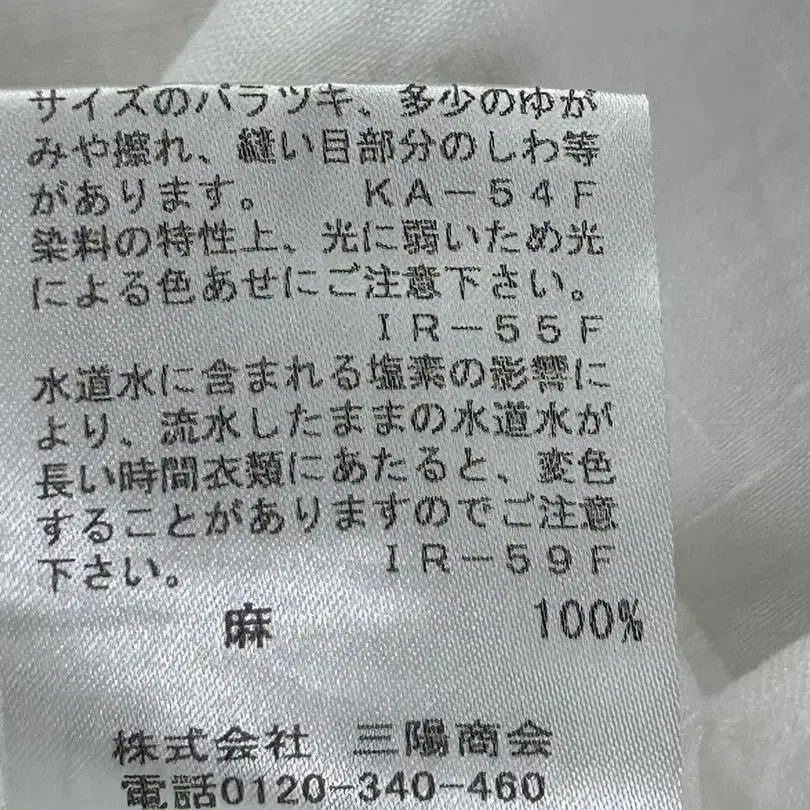 サイズのバラツキ、多少のゆが
みや擦れ、縫い目部分のしわ等
があります。 KA-54F
染料の特性上、光に弱いため光
による色あせにご注意下さい。
IR-55F
水道水に含まれる塩素の影響に
より、流水したままの水道水が
長い時間衣類にあたると、変色
することがありますのでご注意
下さい。 IR-59F
麻 100%
株式会社 三陽商会
電話0120-340-460